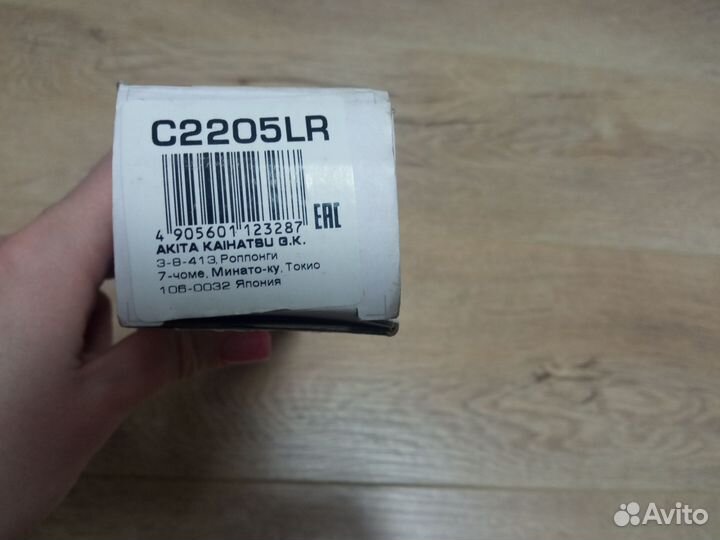 C2205LR
4 905601 123287
EAC
AKITA KAIHATSU G.K.
3-8-413, Роппонги
7-чоме, Минато-ку, Токио
106-0032 Япония
Avito